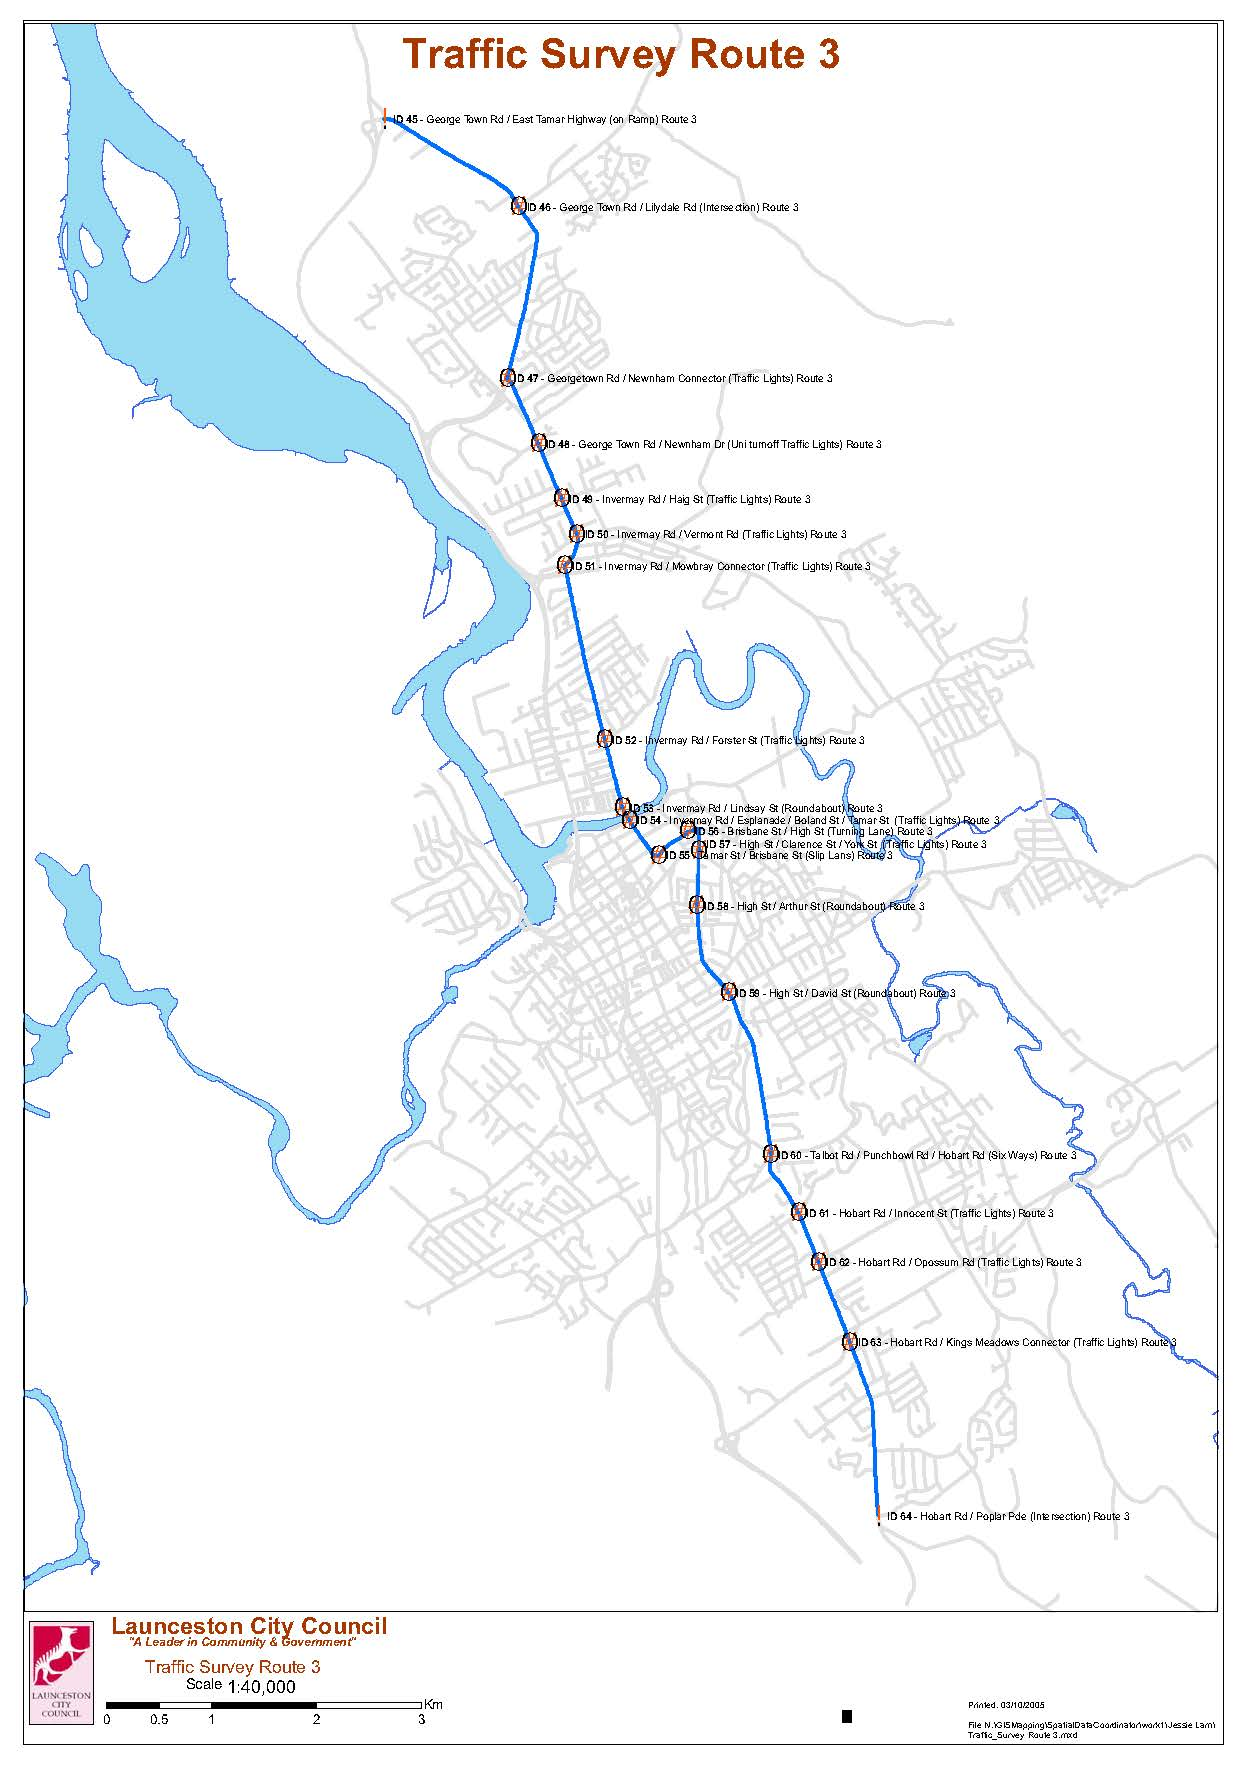 Traffic Survey Route 3
ID 45 - George Town Rd / East Tamar Highway (on Ramp) Route 3
ID 46 - George Town Rd / Lilydale Rd (Intersection) Route 3
ID 47 - Georgetown Rd / Newnham Connector (Traffic Lights) Route 3
ID 48 - George Town Rd / Newnham Dr (Uni turnoff Traffic Lights) Route 3
ID 49 - Invermay Rd / Haig St (Traffic Lights) Route 3
ID 50 - Invermay Rd / Vermont Rd (Traffic Lights) Route 3
ID 51 - Invermay Rd / Mowbray Connector (Traffic Lights) Route 3
ID 52 - Invermay Rd / Forster St (Traffic Lights) Route 3
ID 53 - Invermay Rd / Lindsay St (Roundabout) Route 3
ID 54 - Invermay Rd / Esplanade / Boland St / Tamar St (Traffic Lights) Route 3
ID 56 - Brisbane St / High St (Turning Lane) Route 3
ID 57 - High St / Clarence St / York St (Traffic Lights) Route 3
ID 55 - Tamar St / Brisbane St (Slip Lans) Route 3
ID 58 - High St / Arthur St (Roundabout) Route 3
ID 59 - High St / David St (Roundabout) Route 3
ID 60 - Talbot Rd / Punchbowl Rd / Hobart Rd (Six Ways) Route 3
ID 61 - Hobart Rd / Innocent St (Traffic Lights) Route 3
ID 62 - Hobart Rd / Opossum Rd (Traffic Lights) Route 3
ID 63 - Hobart Rd / Kings Meadows Connector (Traffic Lights) Route 3
ID 64 - Hobart Rd / Poplar Pde (Intersection) Route 3
LAUNCESTON
CITY
COUNCIL
Launceston City Council
"A Leader in Community & Government"
Traffic Survey Route 3
Scale 1:40,000
Km
0 0.5 1 2 3
Printed: 03/10/2005
File N:\GISMapping\SpatialDataCoordinator\work1\Jessie Lam\
Traffic_Survey Route 3.mxd